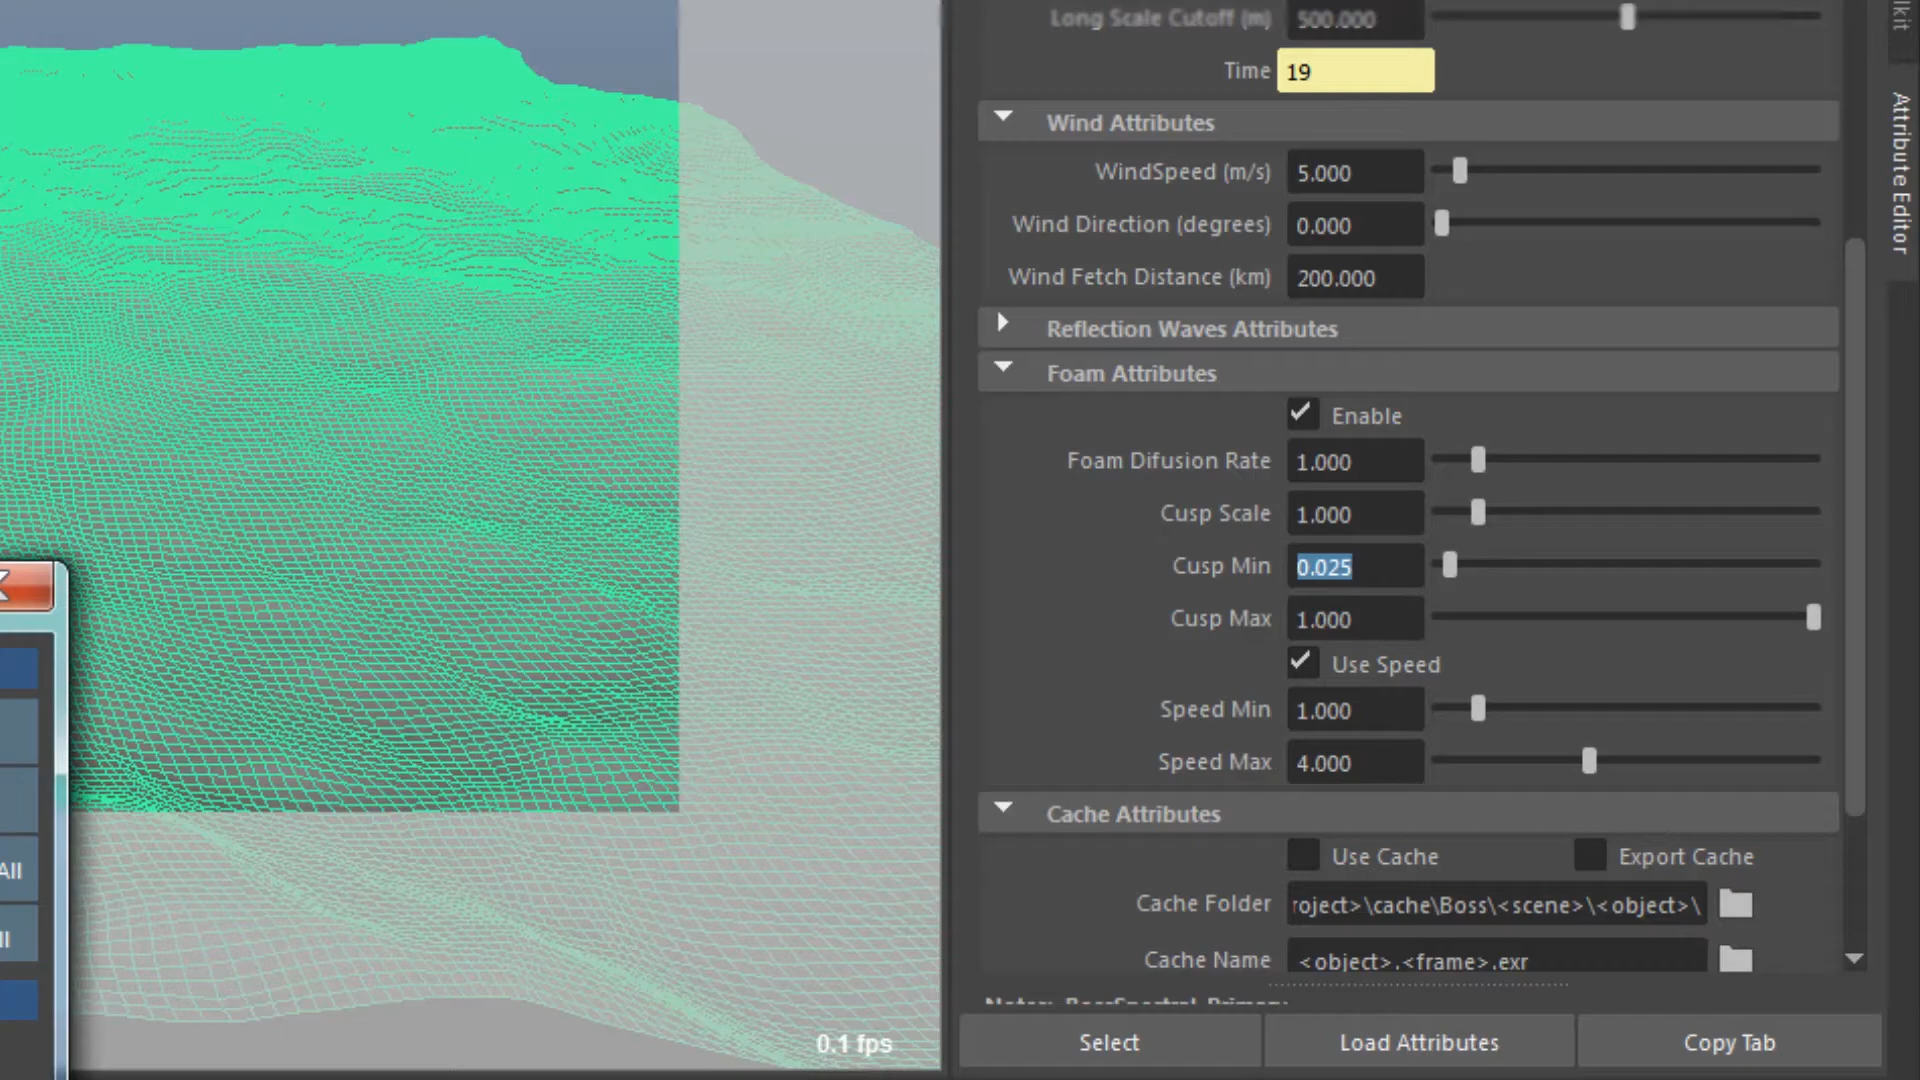 Long Scale Cutoff (m) 500.000
Time 19
Wind Attributes
WindSpeed (m/s) 5.000
Wind Direction (degrees) 0.000
Wind Fetch Distance (km) 200.000
Reflection Waves Attributes
Foam Attributes
Enable
Foam Difusion Rate 1.000
Cusp Scale 1.000
Cusp Min 0.025
Cusp Max 1.000
Use Speed
Speed Min 1.000
Speed Max 4.000
Cache Attributes
Use Cache Export Cache
Cache Folder roject>\cache\Boss\<scene>\<object>\
Cache Name <object>.<frame>.exr
Notes: BossSpectral_Primary
Select Load Attributes Copy Tab
Attribute Editor
lkit
All
ll
0.1 fps